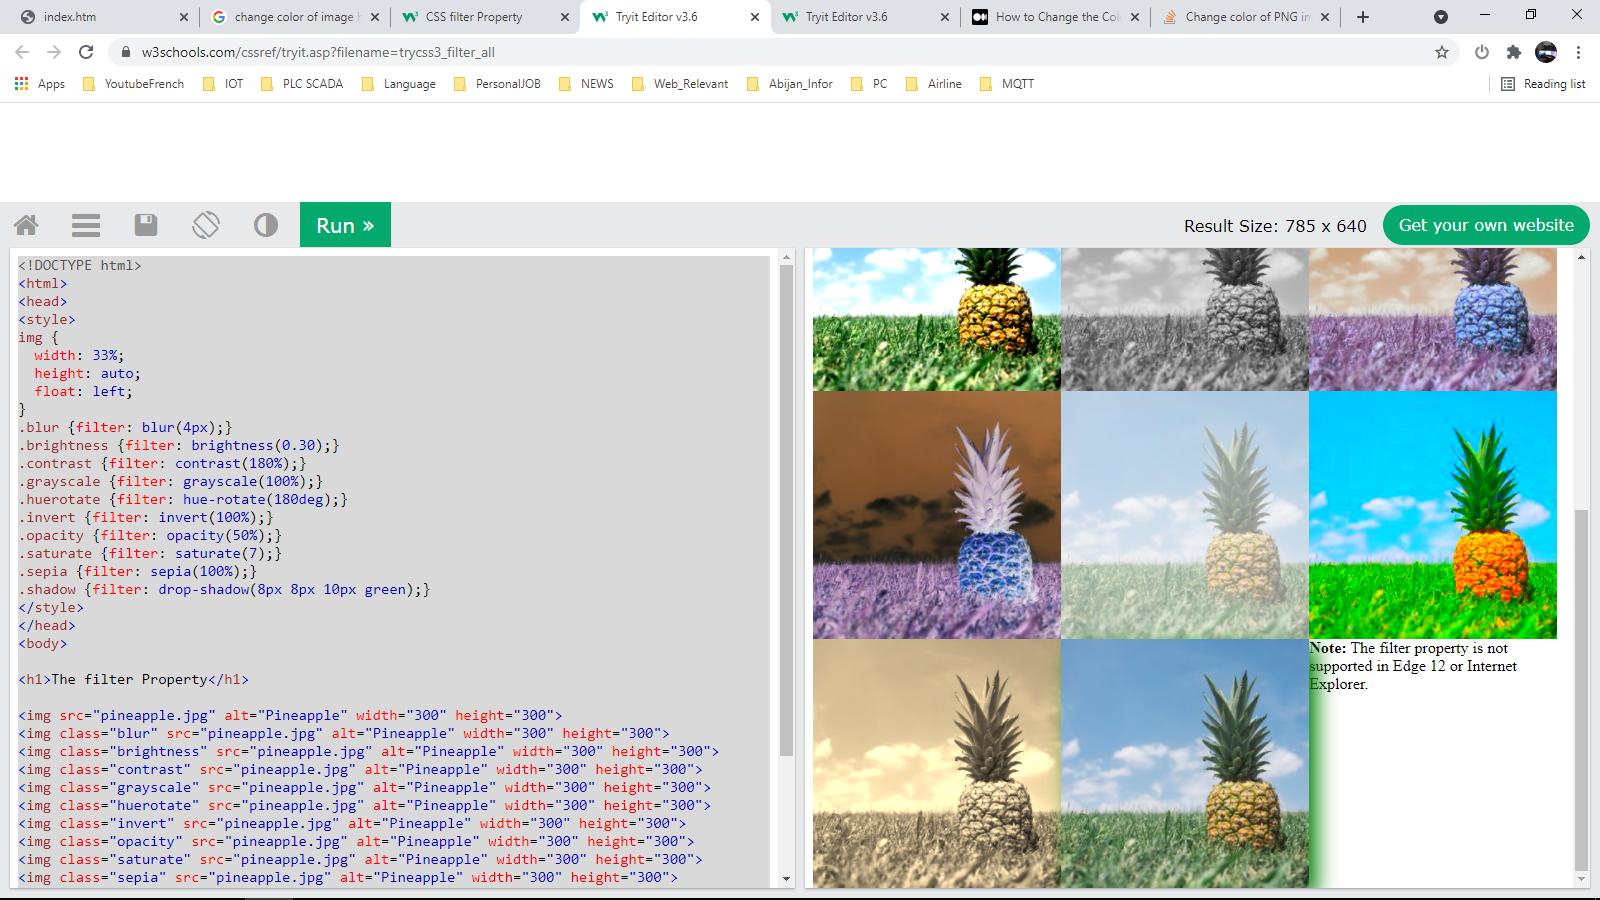 index.htm
change color of image h
CSS filter Property
Tryit Editor v3.6
Tryit Editor v3.6
How to Change the Col
Change color of PNG im
w3schools.com/cssref/tryit.asp?filename=trycss3_filter_all
Apps YoutubeFrench IOT PLC SCADA Language PersonalJOB NEWS Web_Relevant Abijan_Infor PC Airline MQTT Reading list
Run »
Result Size: 785 x 640
Get your own website
<!DOCTYPE html>
<html>
<head>
<style>
img {
  width: 33%;
  height: auto;
  float: left;
}
.blur {filter: blur(4px);}
.brightness {filter: brightness(0.30);}
.contrast {filter: contrast(180%);}
.grayscale {filter: grayscale(100%);}
.huerotate {filter: hue-rotate(180deg);}
.invert {filter: invert(100%);}
.opacity {filter: opacity(50%);}
.saturate {filter: saturate(7);}
.sepia {filter: sepia(100%);}
.shadow {filter: drop-shadow(8px 8px 10px green);}
</style>
</head>
<body>
<h1>The filter Property</h1>
<img src="pineapple.jpg" alt="Pineapple" width="300" height="300">
<img class="blur" src="pineapple.jpg" alt="Pineapple" width="300" height="300">
<img class="brightness" src="pineapple.jpg" alt="Pineapple" width="300" height="300">
<img class="contrast" src="pineapple.jpg" alt="Pineapple" width="300" height="300">
<img class="grayscale" src="pineapple.jpg" alt="Pineapple" width="300" height="300">
<img class="huerotate" src="pineapple.jpg" alt="Pineapple" width="300" height="300">
<img class="invert" src="pineapple.jpg" alt="Pineapple" width="300" height="300">
<img class="opacity" src="pineapple.jpg" alt="Pineapple" width="300" height="300">
<img class="saturate" src="pineapple.jpg" alt="Pineapple" width="300" height="300">
<img class="sepia" src="pineapple.jpg" alt="Pineapple" width="300" height="300">
Note: The filter property is not
supported in Edge 12 or Internet
Explorer.